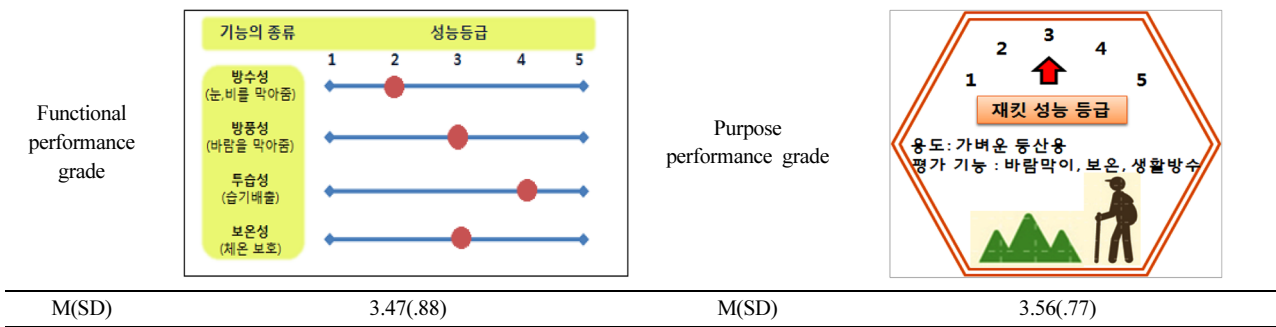 Functional
performance
grade
기능의 종류 성능등급
1 2 3 4 5
방수성
(눈,비를 막아줌)
방풍성
(바람을 막아줌)
투습성
(습기배출)
보온성
(체온 보호)
Purpose
performance grade
1 2 3 4 5
재킷 성능 등급
용도: 가벼운 등산용
평가 기능 : 바람막이, 보온, 생활방수
M(SD) 3.47(.88) M(SD) 3.56(.77)